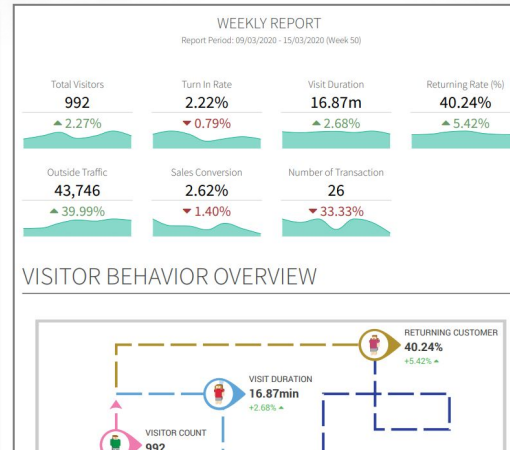 WEEKLY REPORT
Report Period: 09/03/2020 - 15/03/2020 (Week 50)
Total Visitors
992
2.27%
Turn In Rate
2.22%
0.79%
Visit Duration
16.87m
2.68%
Returning Rate (%)
40.24%
5.42%
Outside Traffic
43,746
39.99%
Sales Conversion
2.62%
1.40%
Number of Transaction
26
33.33%
VISITOR BEHAVIOR OVERVIEW
RETURNING CUSTOMER
40.24%
+5.42%
VISIT DURATION
16.87min
+2.68%
VISITOR COUNT
992